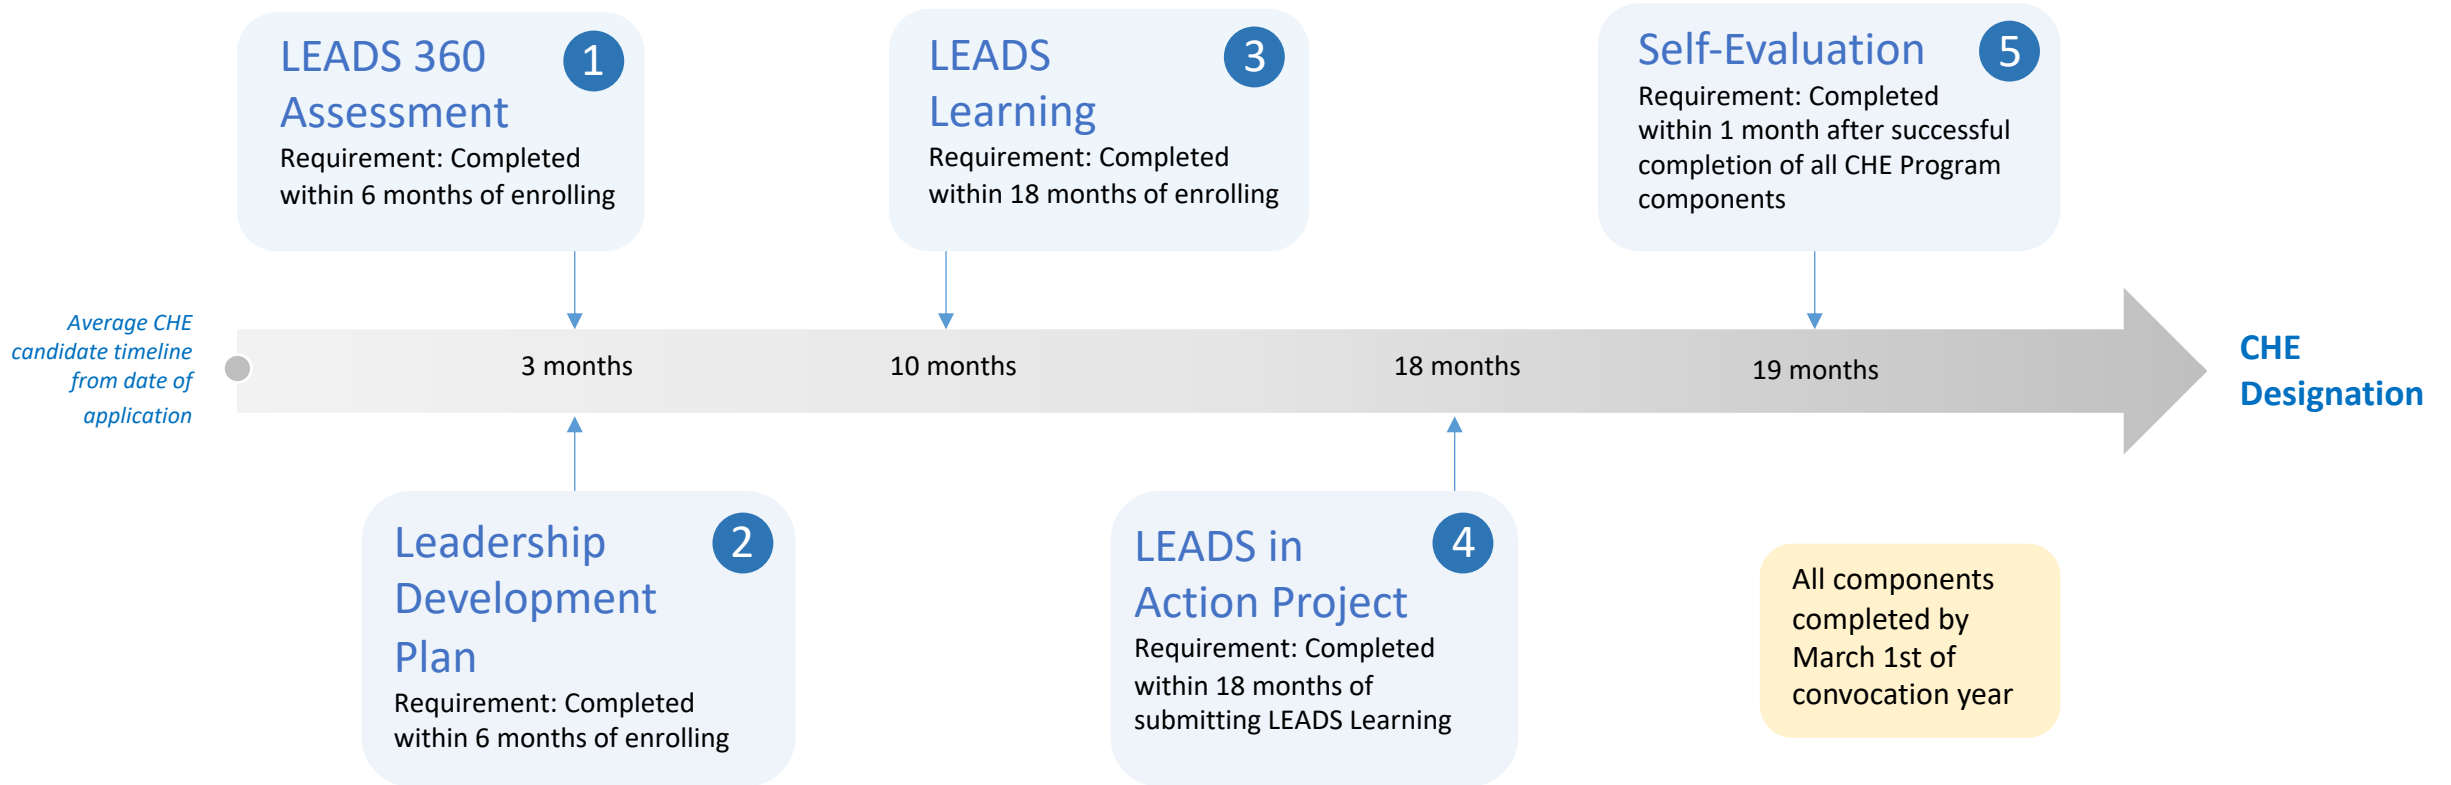 LEADS 360
Assessment
1
Requirement: Completed
within 6 months of enrolling
LEADS
Learning
3
Requirement: Completed
within 18 months of enrolling
Self-Evaluation
5
Requirement: Completed
within 1 month after successful
completion of all CHE Program
components
Average CHE
candidate timeline
from date of
application
3 months
10 months
18 months
19 months
CHE
Designation
Leadership
Development
Plan
2
Requirement: Completed
within 6 months of enrolling
LEADS in
Action Project
4
Requirement: Completed
within 18 months of
submitting LEADS Learning
All components
completed by
March 1st of
convocation year